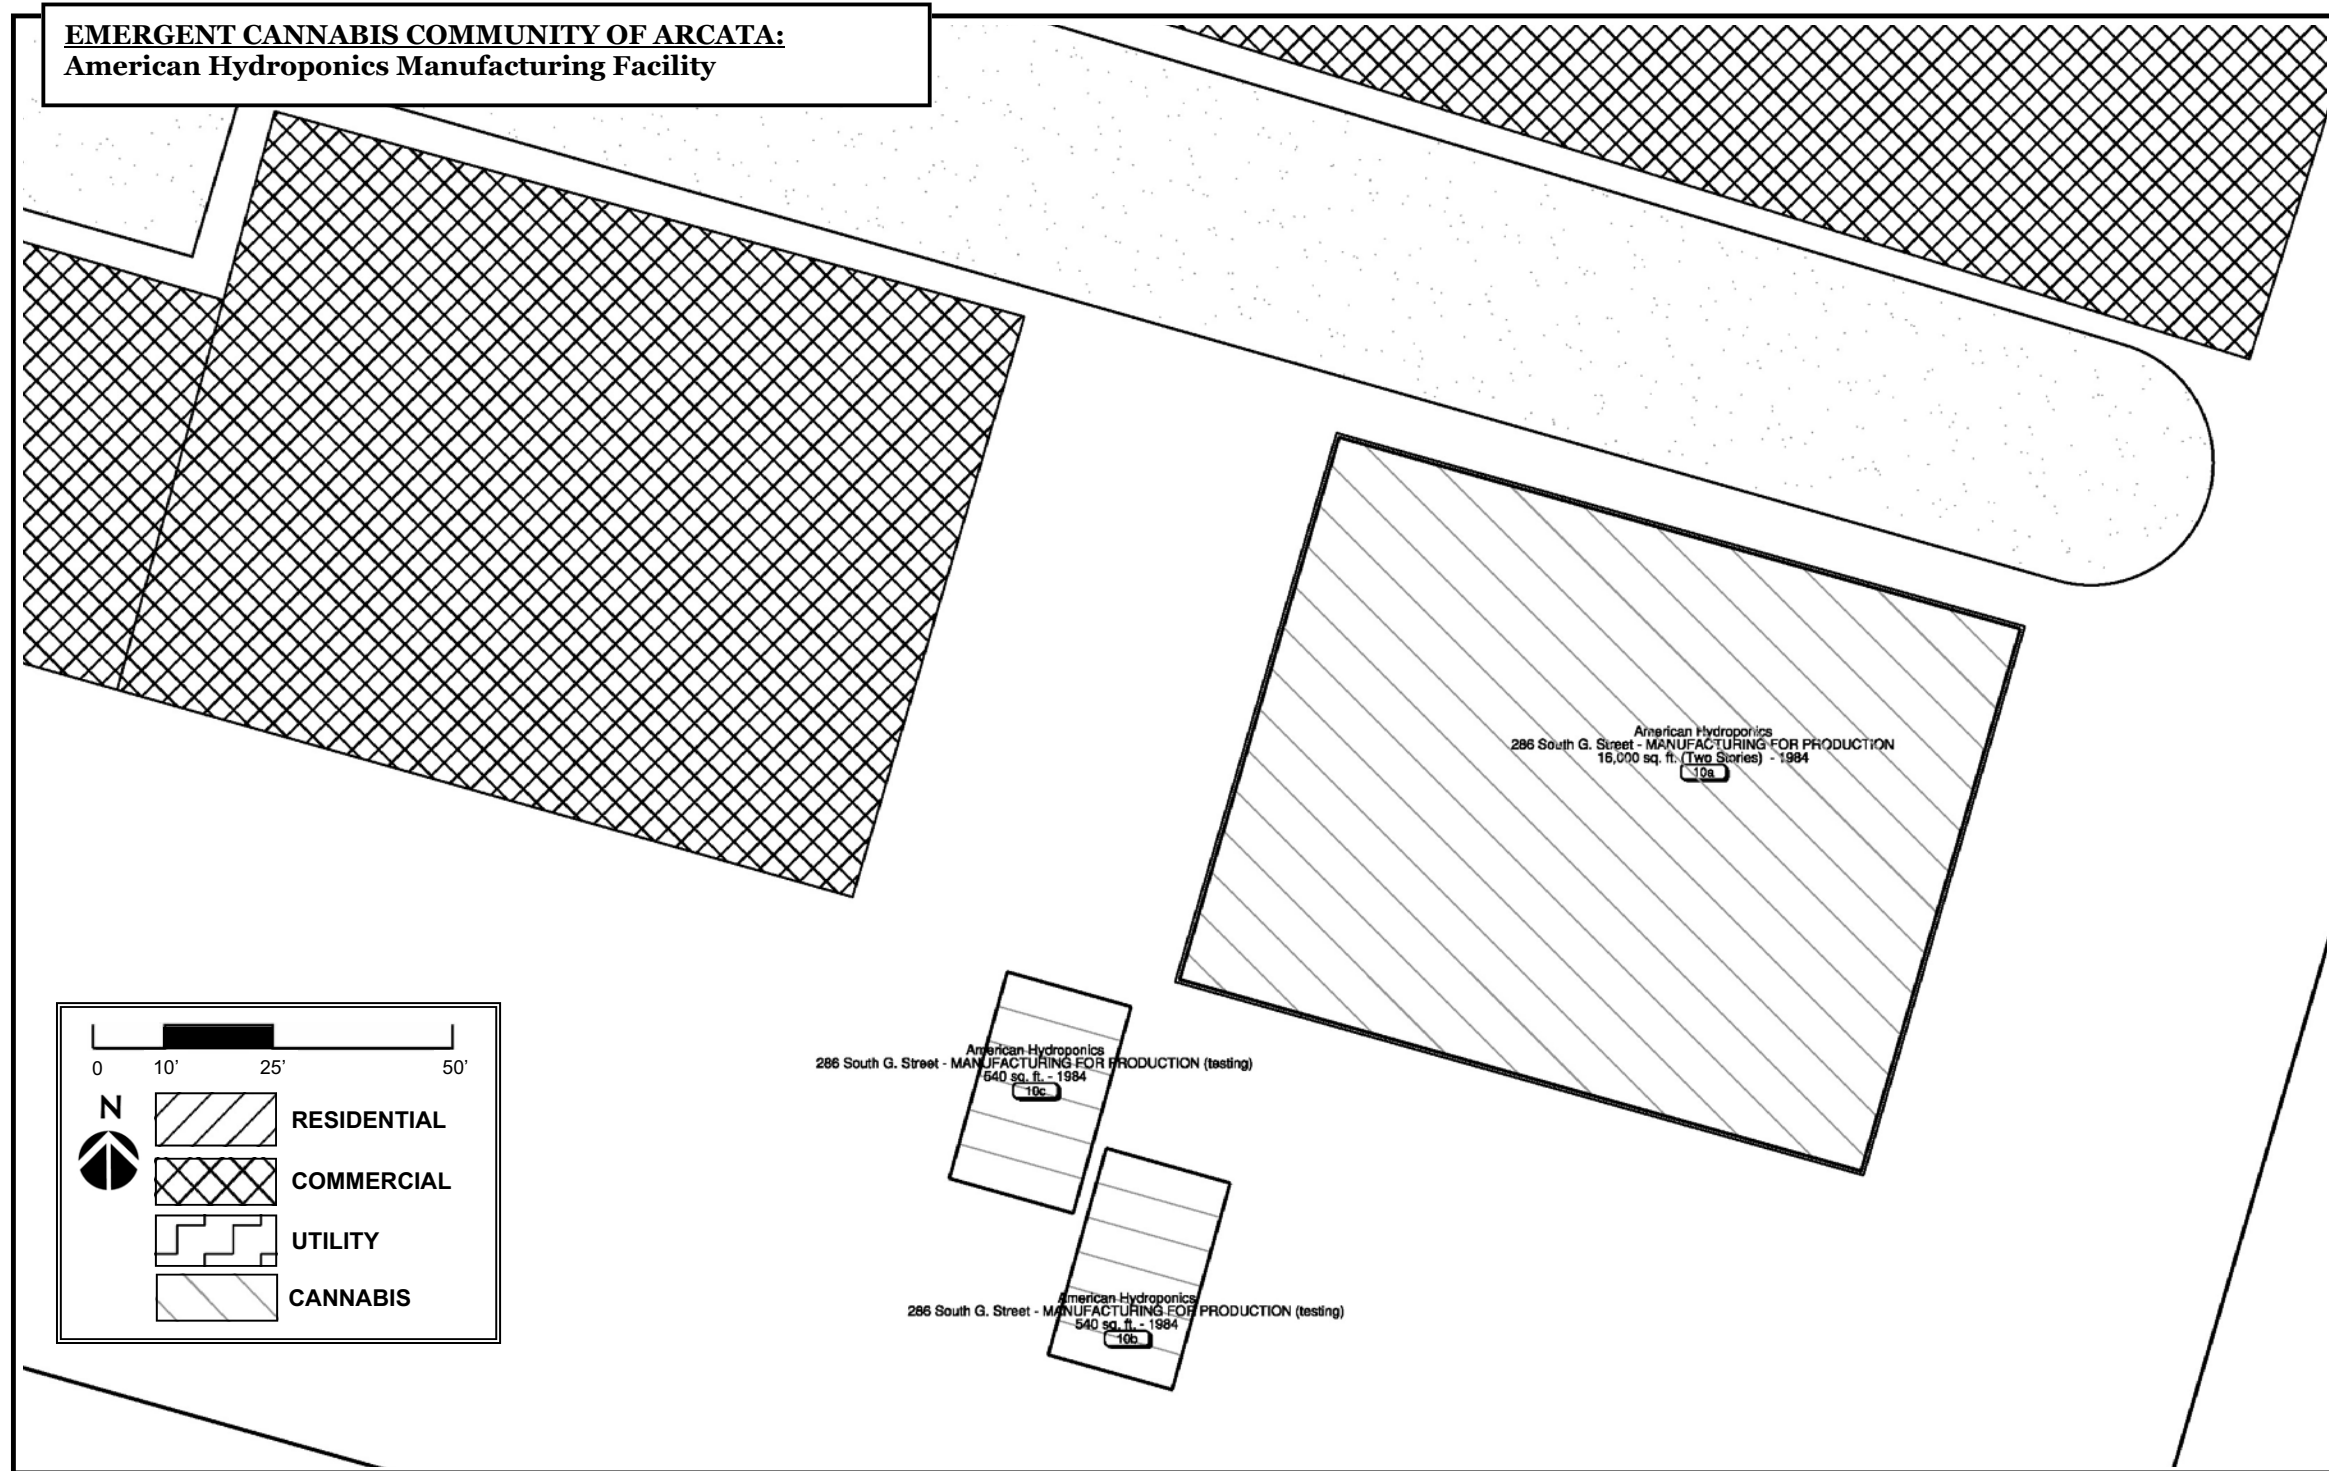 EMERGENT CANNABIS COMMUNITY OF ARCATA:
American Hydroponics Manufacturing Facility
American Hydroponics
286 South G. Street - MANUFACTURING FOR PRODUCTION
16,000 sq. ft. (Two Stories) - 1984
10a
American Hydroponics
286 South G. Street - MANUFACTURING FOR PRODUCTION (testing)
540 sq. ft. - 1984
10c
American Hydroponics
286 South G. Street - MANUFACTURING FOR PRODUCTION (testing)
540 sq. ft. - 1984
10b
0 10' 25' 50'
N
RESIDENTIAL
COMMERCIAL
UTILITY
CANNABIS